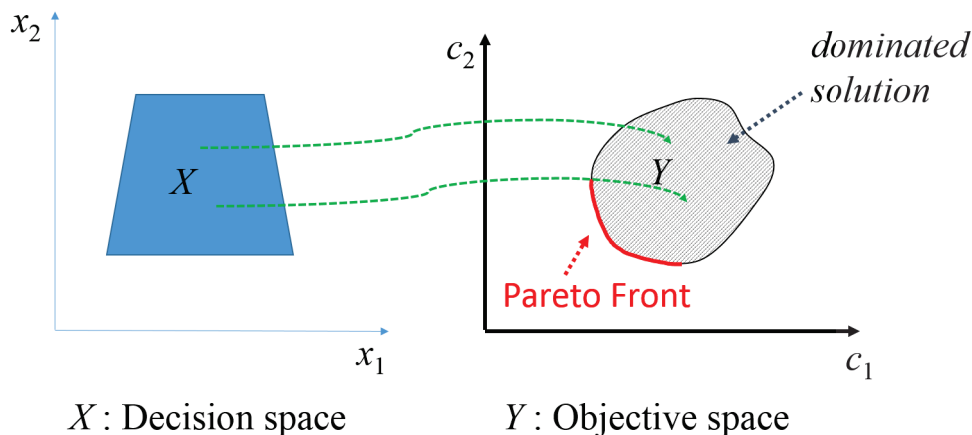 x₂
X
x₁
X : Decision space
c₂
dominated
solution
Y
Pareto Front
c₁
Y : Objective space